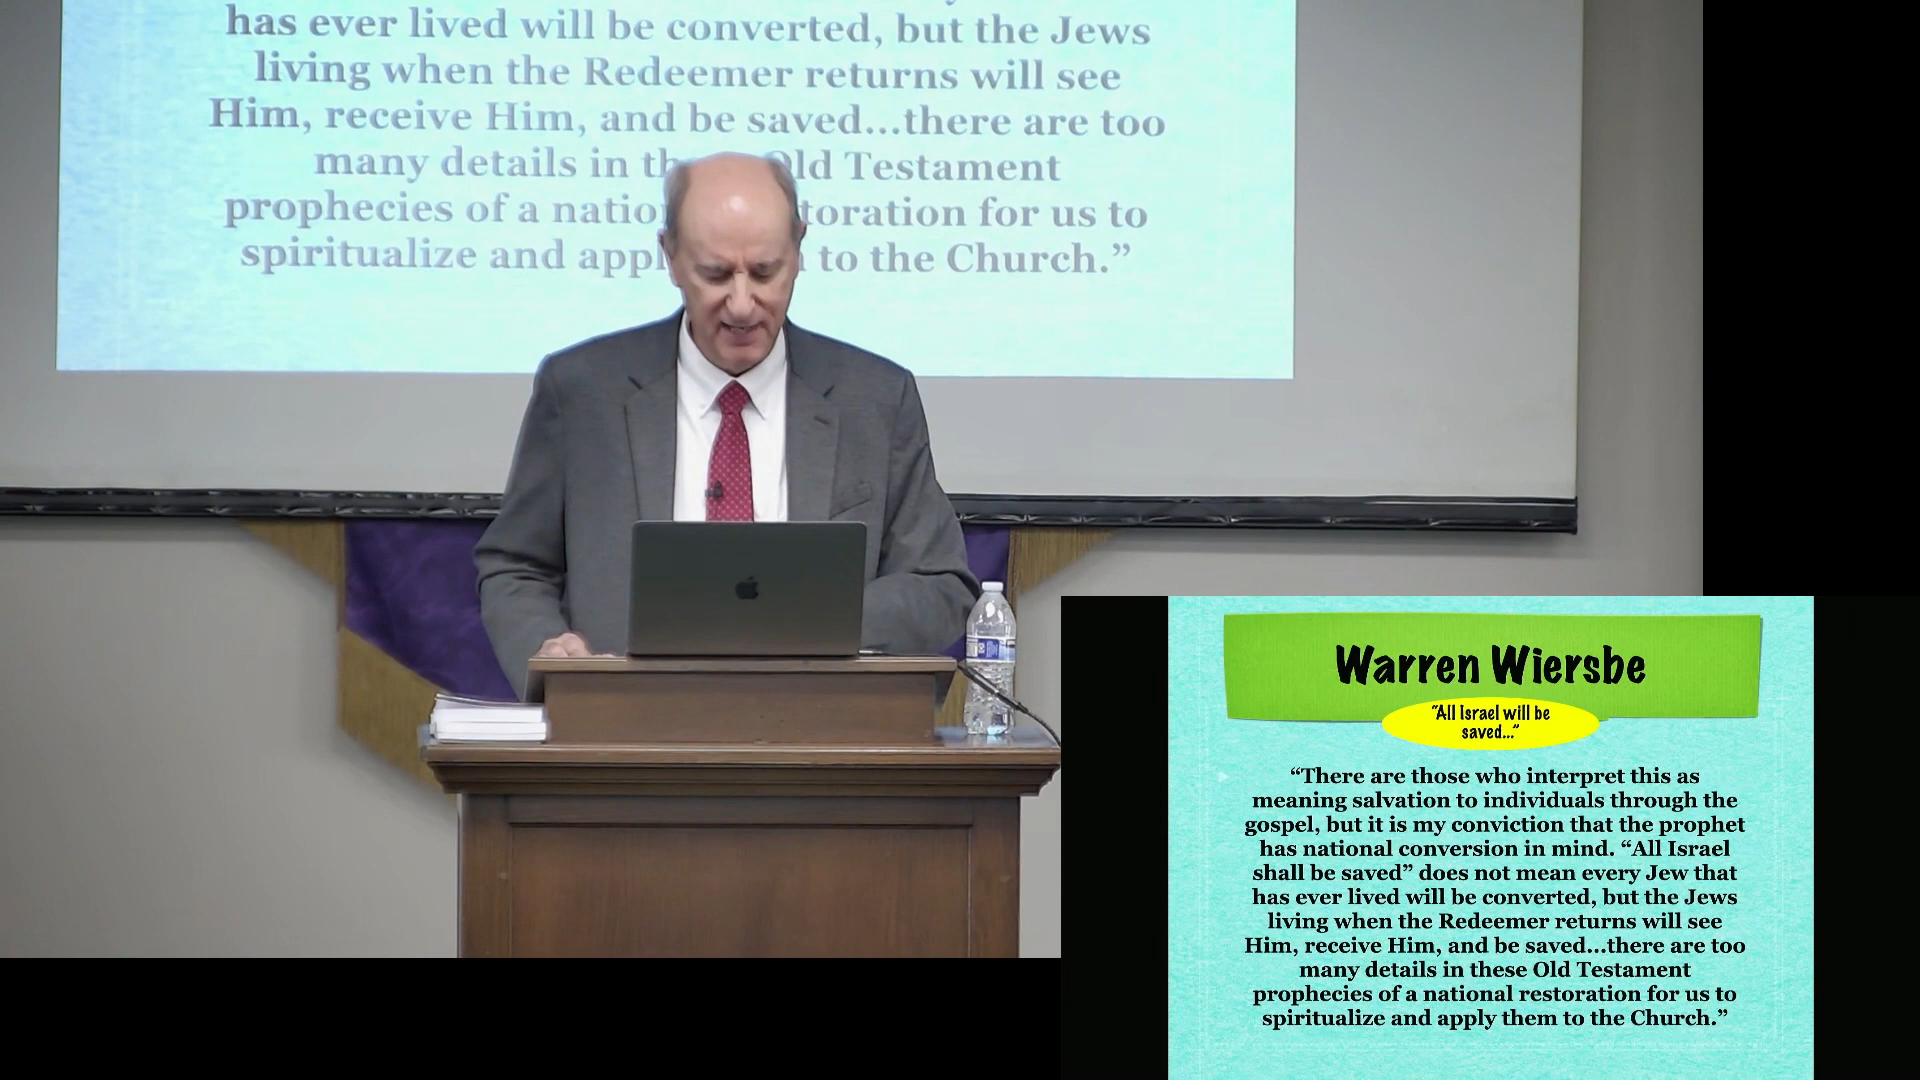 has ever lived will be converted, but the Jews
living when the Redeemer returns will see
Him, receive Him, and be saved...there are too
many details in th Old Testament
prophecies of a natio toration for us to
spiritualize and appl to the Church.”
Warren Wiersbe
“All Israel will be
saved...”
“There are those who interpret this as
meaning salvation to individuals through the
gospel, but it is my conviction that the prophet
has national conversion in mind. “All Israel
shall be saved” does not mean every Jew that
has ever lived will be converted, but the Jews
living when the Redeemer returns will see
Him, receive Him, and be saved...there are too
many details in these Old Testament
prophecies of a national restoration for us to
spiritualize and apply them to the Church.”